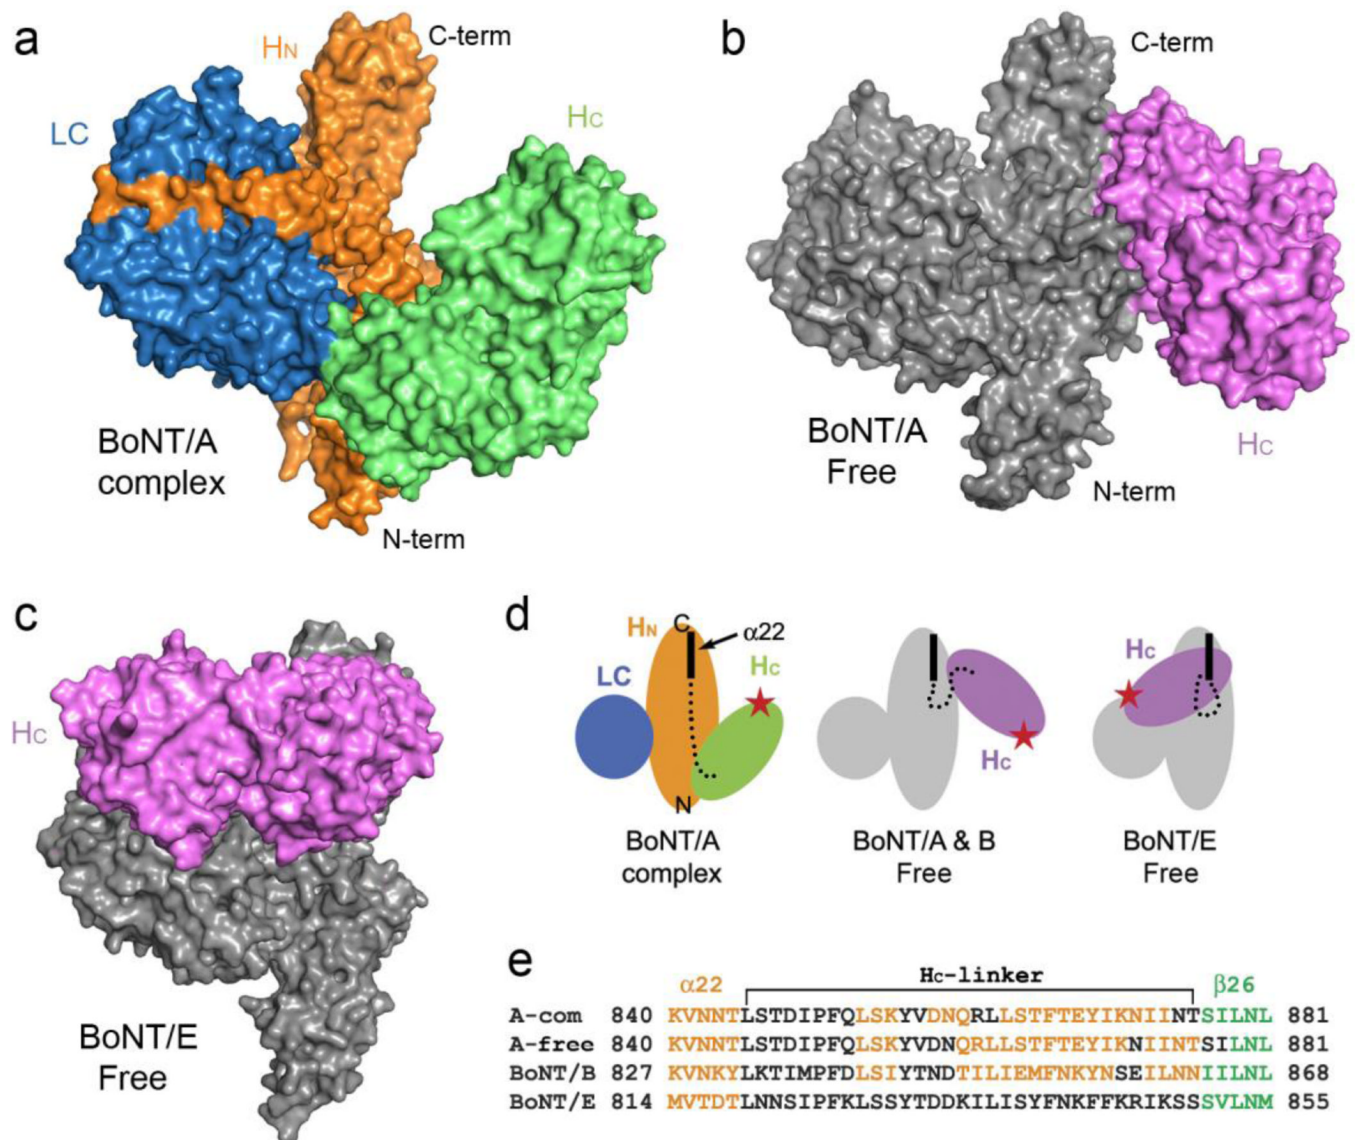 a
HN
C-term
LC
HC
BoNT/A
complex
N-term
b
C-term
BoNT/A
Free
HC
N-term
c
HC
BoNT/E
Free
d
HN
C
α22
LC
HC
N
BoNT/A
complex
HC
BoNT/A & B
Free
HC
BoNT/E
Free
e
α22
HC-linker
β26
A-com 840 KVNNTLSTDIPFQLSKYVDNQRLLSTFTEYIKNIINTSILNL 881
A-free 840 KVNNTLSTDIPFQLSKYVDNQRLLSTFTEYIKNIINTSILNL 881
BoNT/B 827 KVNKYLKTIMPFDLSIYTNDTILIEMFNKYNSEILNNIILNL 868
BoNT/E 814 MVTDTLNNSIPFKLSSYTDDKILISYFNKFFKRIKSSSVLNM 855